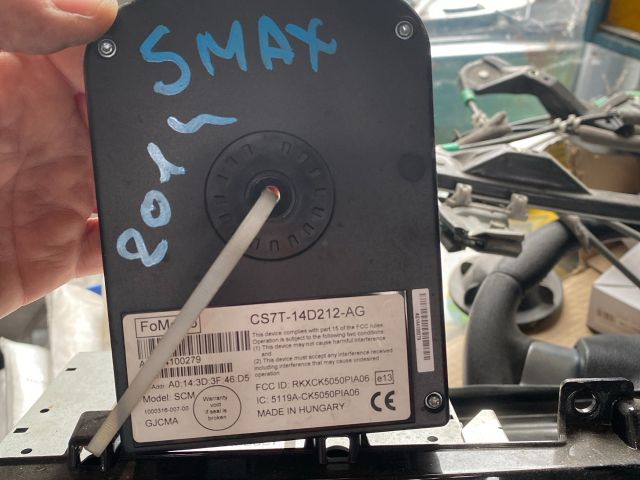 SMAX
2014
CS7T-14D212-AG
This device complies with part 15 of the FCC rules.
Operation is subject to the following two conditions
(1) This device may not cause harmful interference
and
(2) This device must accept any interference received
including interference that may cause undesired
operation.
100279
Addr A0:14:3D:3F:46:D5
Model: SCM
1000316-007-00
GJCMA
Warranty
void
if seal is
broken
FCC ID: RKXCK5050PIA06
e13
IC: 5119A-CK5050PIA06
MADE IN HUNGARY
CE